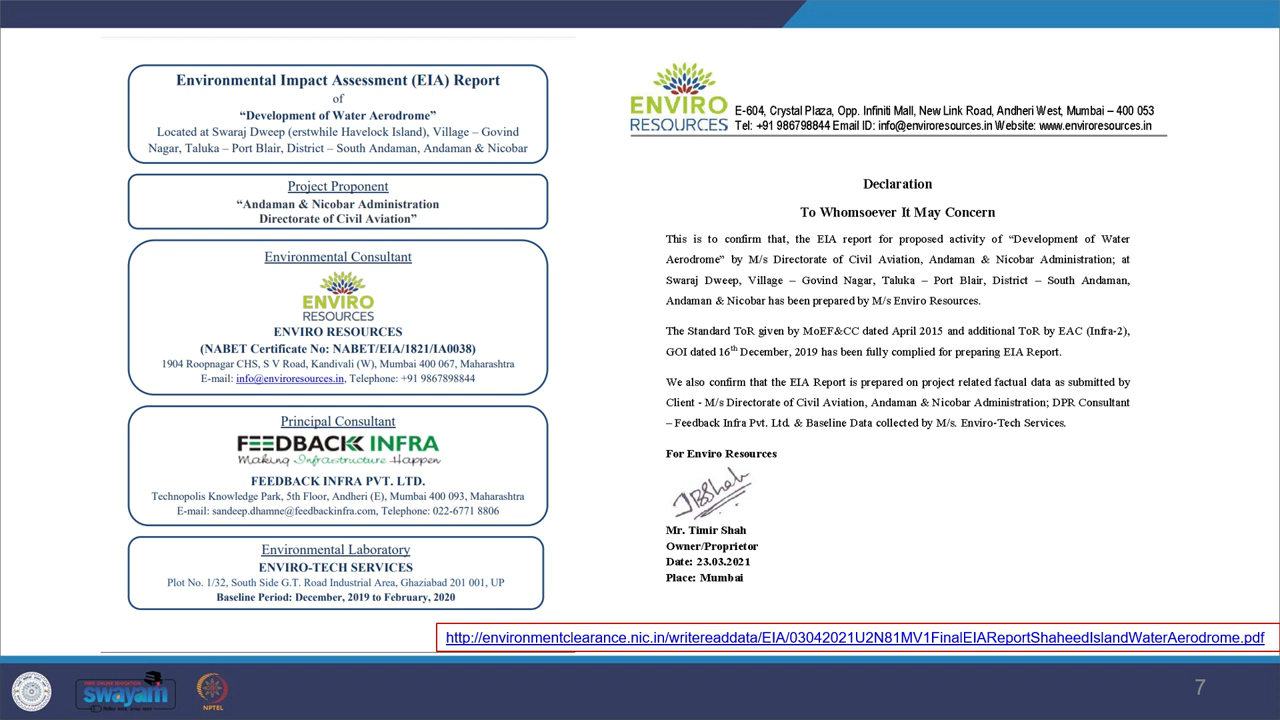 Environmental Impact Assessment (EIA) Report
of
“Development of Water Aerodrome”
Located at Swaraj Dweep (erstwhile Havelock Island), Village – Govind
Nagar, Taluka – Port Blair, District – South Andaman, Andaman & Nicobar
Project Proponent
“Andaman & Nicobar Administration
Directorate of Civil Aviation”
Environmental Consultant
ENVIRO
RESOURCES
ENVIRO RESOURCES
(NABET Certificate No: NABET/EIA/1821/IA0038)
1904 Roopnagar CHS, S V Road, Kandivali (W), Mumbai 400 067, Maharashtra
E-mail: info@enviroresources.in, Telephone: +91 9867898844
Principal Consultant
FEEDBACK INFRA
Making Infrastructure Happen
FEEDBACK INFRA PVT. LTD.
Technopolis Knowledge Park, 5th Floor, Andheri (E), Mumbai 400 093, Maharashtra
E-mail: sandeep.dhamne@feedbackinfra.com, Telephone: 022-6771 8806
Environmental Laboratory
ENVIRO-TECH SERVICES
Plot No. 1/32, South Side G.T. Road Industrial Area, Ghaziabad 201 001, UP
Baseline Period: December, 2019 to February, 2020
ENVIRO
RESOURCES
E-604, Crystal Plaza, Opp. Infiniti Mall, New Link Road, Andheri West, Mumbai – 400 053
Tel: +91 986798844 Email ID: info@enviroresources.in Website: www.enviroresources.in
Declaration
To Whomsoever It May Concern
This is to confirm that, the EIA report for proposed activity of “Development of Water
Aerodrome” by M/s Directorate of Civil Aviation, Andaman & Nicobar Administration; at
Swaraj Dweep, Village – Govind Nagar, Taluka – Port Blair, District – South Andaman,
Andaman & Nicobar has been prepared by M/s Enviro Resources.
The Standard ToR given by MoEF&CC dated April 2015 and additional ToR by EAC (Infra-2),
GOI dated 16th December, 2019 has been fully complied for preparing EIA Report.
We also confirm that the EIA Report is prepared on project related factual data as submitted by
Client - M/s Directorate of Civil Aviation, Andaman & Nicobar Administration; DPR Consultant
– Feedback Infra Pvt. Ltd. & Baseline Data collected by M/s. Enviro-Tech Services.
For Enviro Resources
Mr. Timir Shah
Owner/Proprietor
Date: 23.03.2021
Place: Mumbai
http://environmentclearance.nic.in/writereaddata/EIA/03042021U2N81MV1FinalEIAReportShaheedIslandWaterAerodrome.pdf
FREE ONLINE EDUCATION
swayam
NPTEL
7